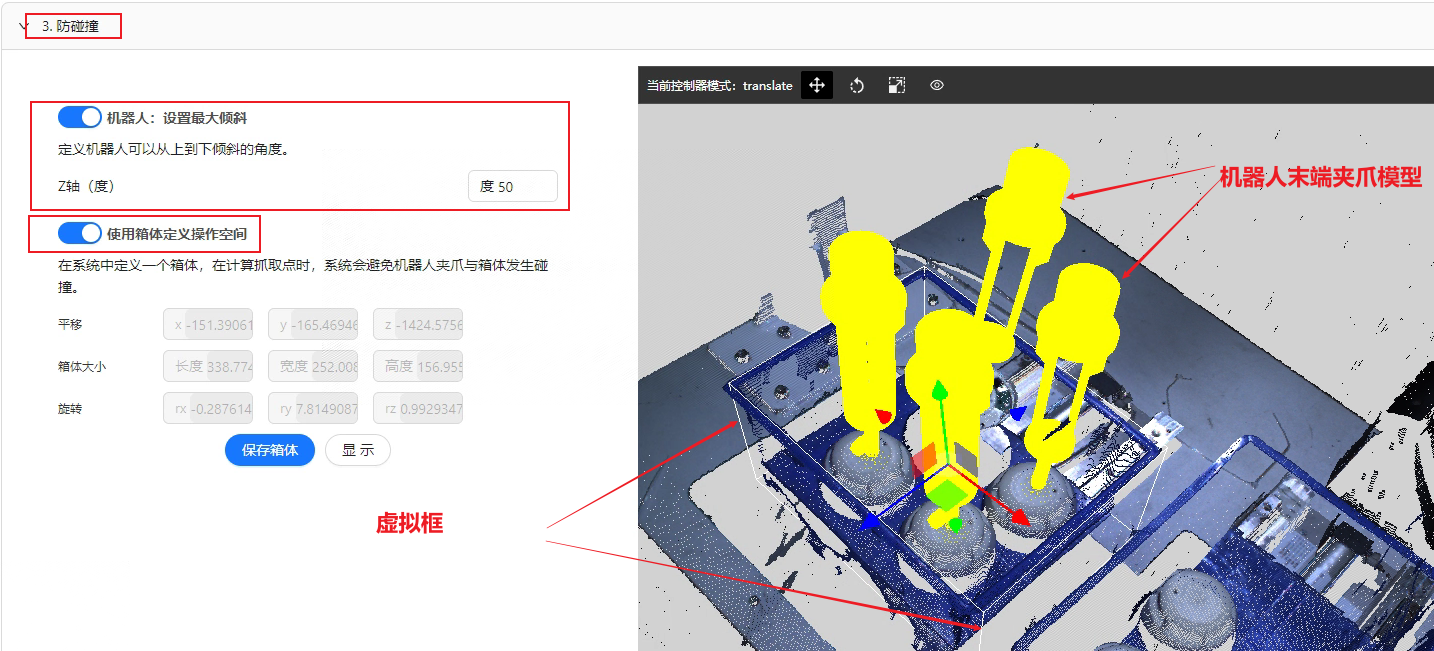 3. 防碰撞
当前控制器模式：translate
机器人：设置最大倾斜
定义机器人可以从上到下倾斜的角度。
Z轴（度）
度 50
机器人末端夹爪模型
使用箱体定义操作空间
在系统中定义一个箱体，在计算抓取点时，系统会避免机器人夹爪与箱体发生碰
撞。
平移 x -151.39061 y -165.46946 z -1424.5756
箱体大小 长度 338.774 宽度 252.008 高度 156.955
旋转 rx -0.287614 ry 7.8149087 rz 0.9929347
保存箱体 显 示
虚拟框